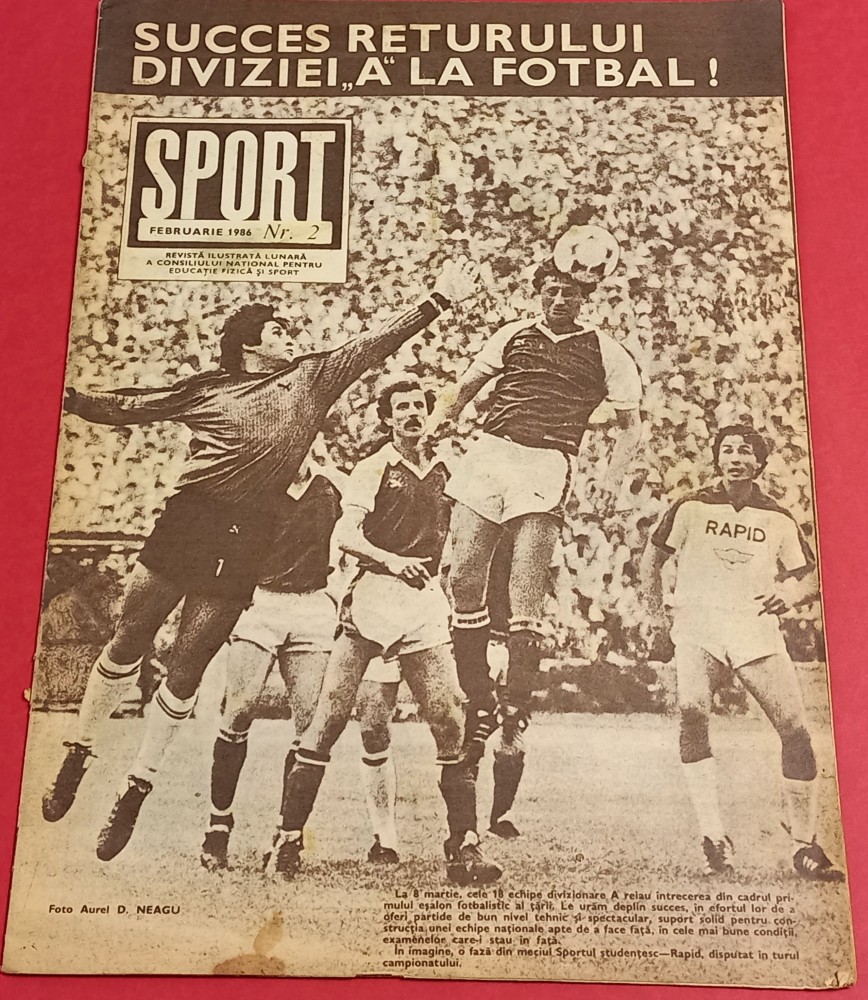 SUCCES RETURULUI
DIVIZIEI „A“ LA FOTBAL !
SPORT
FEBRUARIE 1986 Nr. 2
REVISTĂ ILUSTRATĂ LUNARĂ
A CONSILIULUI NAȚIONAL PENTRU
EDUCAȚIE FIZICĂ ȘI SPORT
RAPID
1
La 8 martie, cele 18 echipe divizionare A reiau întrecerea din cadrul pri-
mului eșalon fotbalistic al țării. Le urăm deplin succes, în efortul lor de a
oferi partide de bun nivel tehnic și spectacular, suport solid pentru con-
strucția unei echipe naționale apte de a face față, în cele mai bune condiții,
examenelor care-i stau în față.
În imagine, o fază din meciul Sportul studențesc—Rapid, disputat în turul
campionatului.
Foto Aurel D. NEAGU